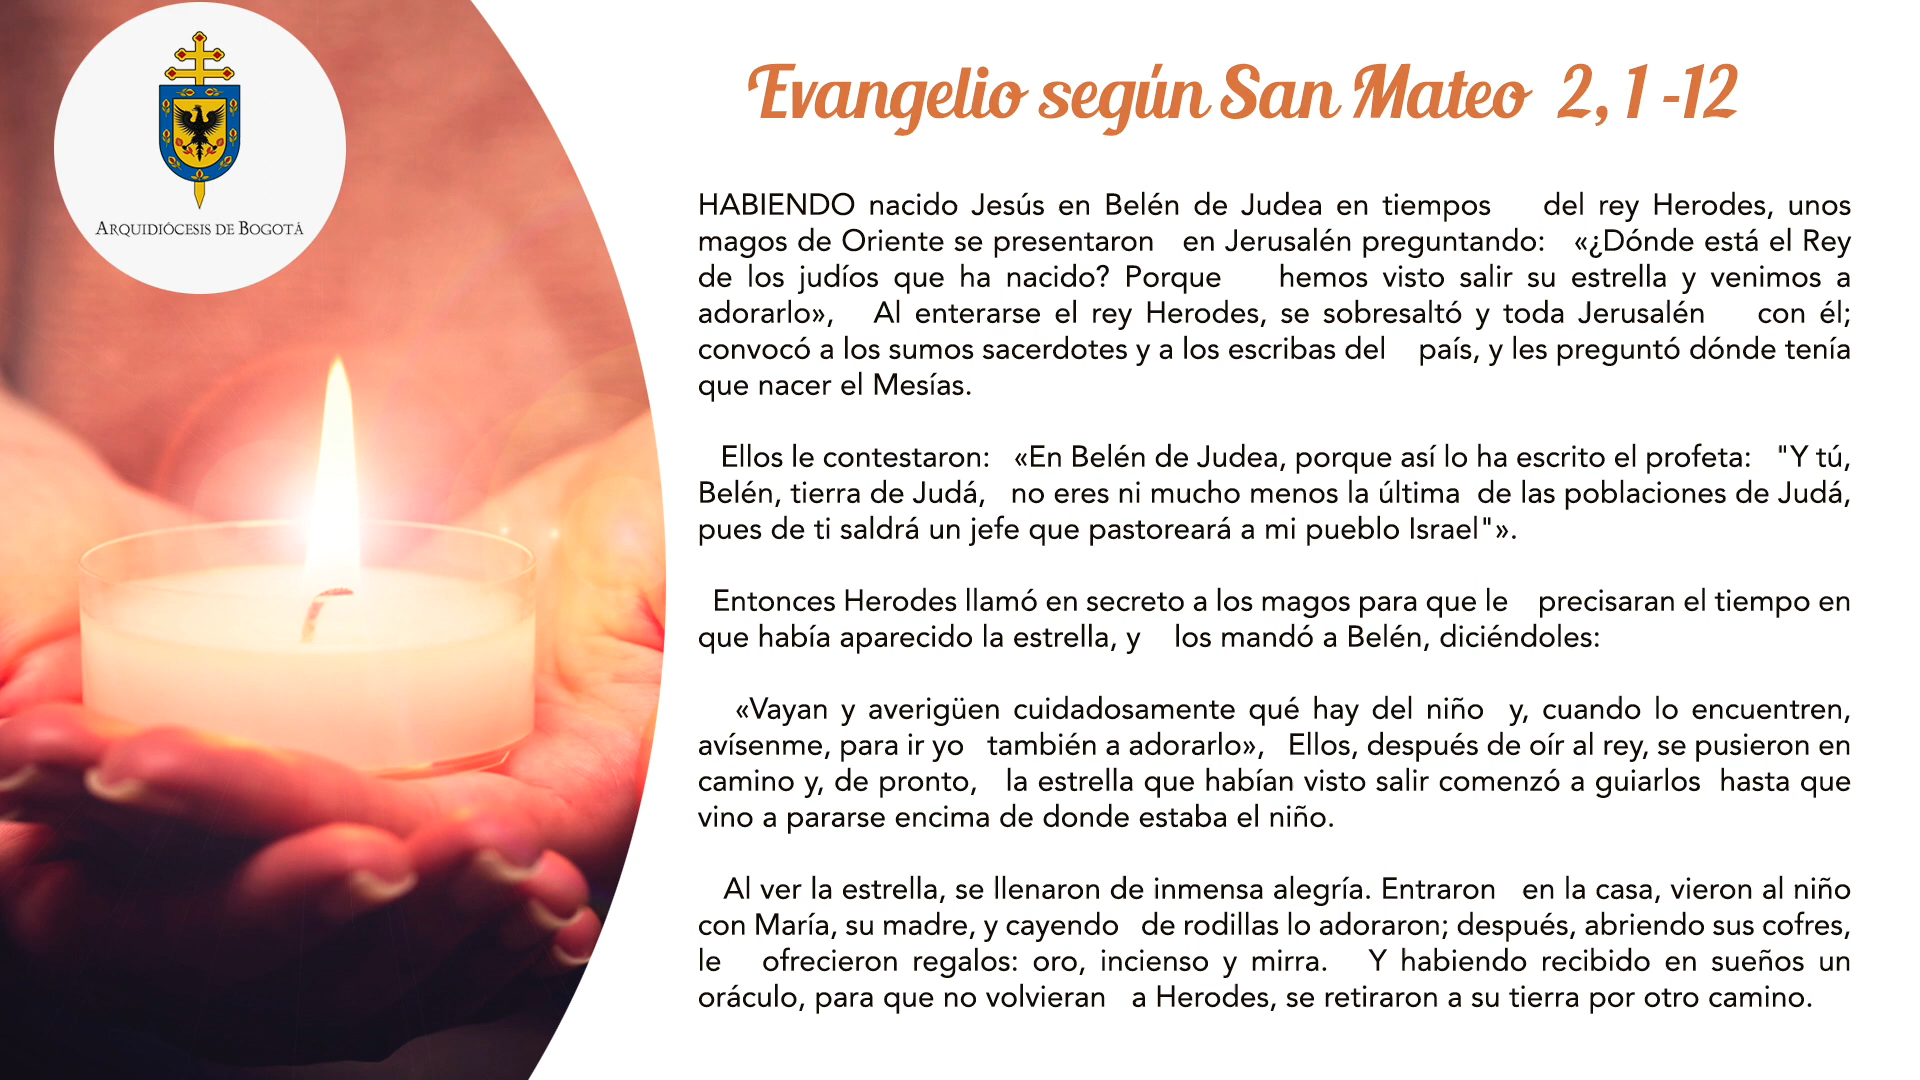 ARQUIDIÓCESIS DE BOGOTÁ
Evangelio según San Mateo 2, 1 -12
HABIENDO nacido Jesús en Belén de Judea en tiempos del rey Herodes, unos
magos de Oriente se presentaron en Jerusalén preguntando: «¿Dónde está el Rey
de los judíos que ha nacido? Porque hemos visto salir su estrella y venimos a
adorarlo», Al enterarse el rey Herodes, se sobresaltó y toda Jerusalén con él;
convocó a los sumos sacerdotes y a los escribas del país, y les preguntó dónde tenía
que nacer el Mesías.
Ellos le contestaron: «En Belén de Judea, porque así lo ha escrito el profeta: "Y tú,
Belén, tierra de Judá, no eres ni mucho menos la última de las poblaciones de Judá,
pues de ti saldrá un jefe que pastoreará a mi pueblo Israel"».
Entonces Herodes llamó en secreto a los magos para que le precisaran el tiempo en
que había aparecido la estrella, y los mandó a Belén, diciéndoles:
«Vayan y averigüen cuidadosamente qué hay del niño y, cuando lo encuentren,
avísenme, para ir yo también a adorarlo», Ellos, después de oír al rey, se pusieron en
camino y, de pronto, la estrella que habían visto salir comenzó a guiarlos hasta que
vino a pararse encima de donde estaba el niño.
Al ver la estrella, se llenaron de inmensa alegría. Entraron en la casa, vieron al niño
con María, su madre, y cayendo de rodillas lo adoraron; después, abriendo sus cofres,
le ofrecieron regalos: oro, incienso y mirra. Y habiendo recibido en sueños un
oráculo, para que no volvieran a Herodes, se retiraron a su tierra por otro camino.